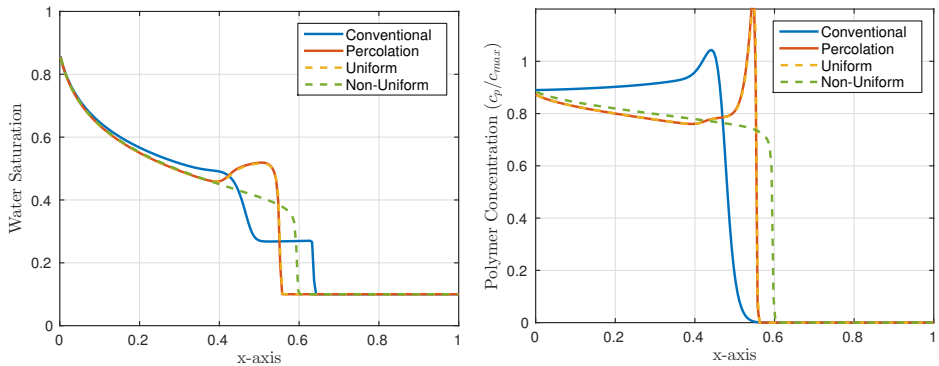 Conventional
Percolation
Uniform
Non-Uniform
Water Saturation
1
0.8
0.6
0.4
0.2
0
0
0.2
0.4
0.6
0.8
1
x-axis
Conventional
Percolation
Uniform
Non-Uniform
Polymer Concentration (c_p/c_{max})
1
0.8
0.6
0.4
0.2
0
0
0.2
0.4
0.6
0.8
1
x-axis